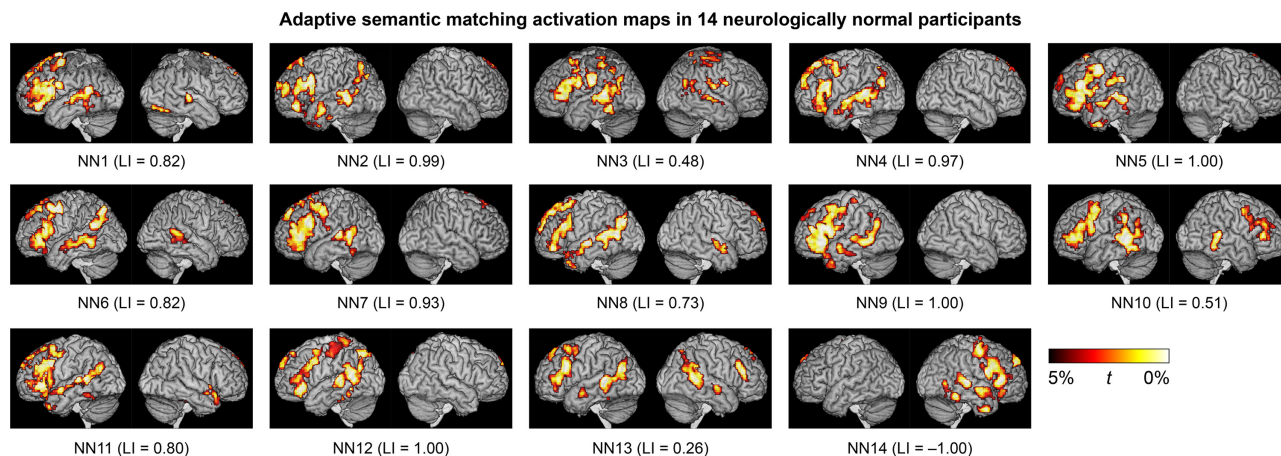 Adaptive semantic matching activation maps in 14 neurologically normal participants
NN1 (LI = 0.82)
NN2 (LI = 0.99)
NN3 (LI = 0.48)
NN4 (LI = 0.97)
NN5 (LI = 1.00)
NN6 (LI = 0.82)
NN7 (LI = 0.93)
NN8 (LI = 0.73)
NN9 (LI = 1.00)
NN10 (LI = 0.51)
NN11 (LI = 0.80)
NN12 (LI = 1.00)
NN13 (LI = 0.26)
NN14 (LI = –1.00)
5% t 0%